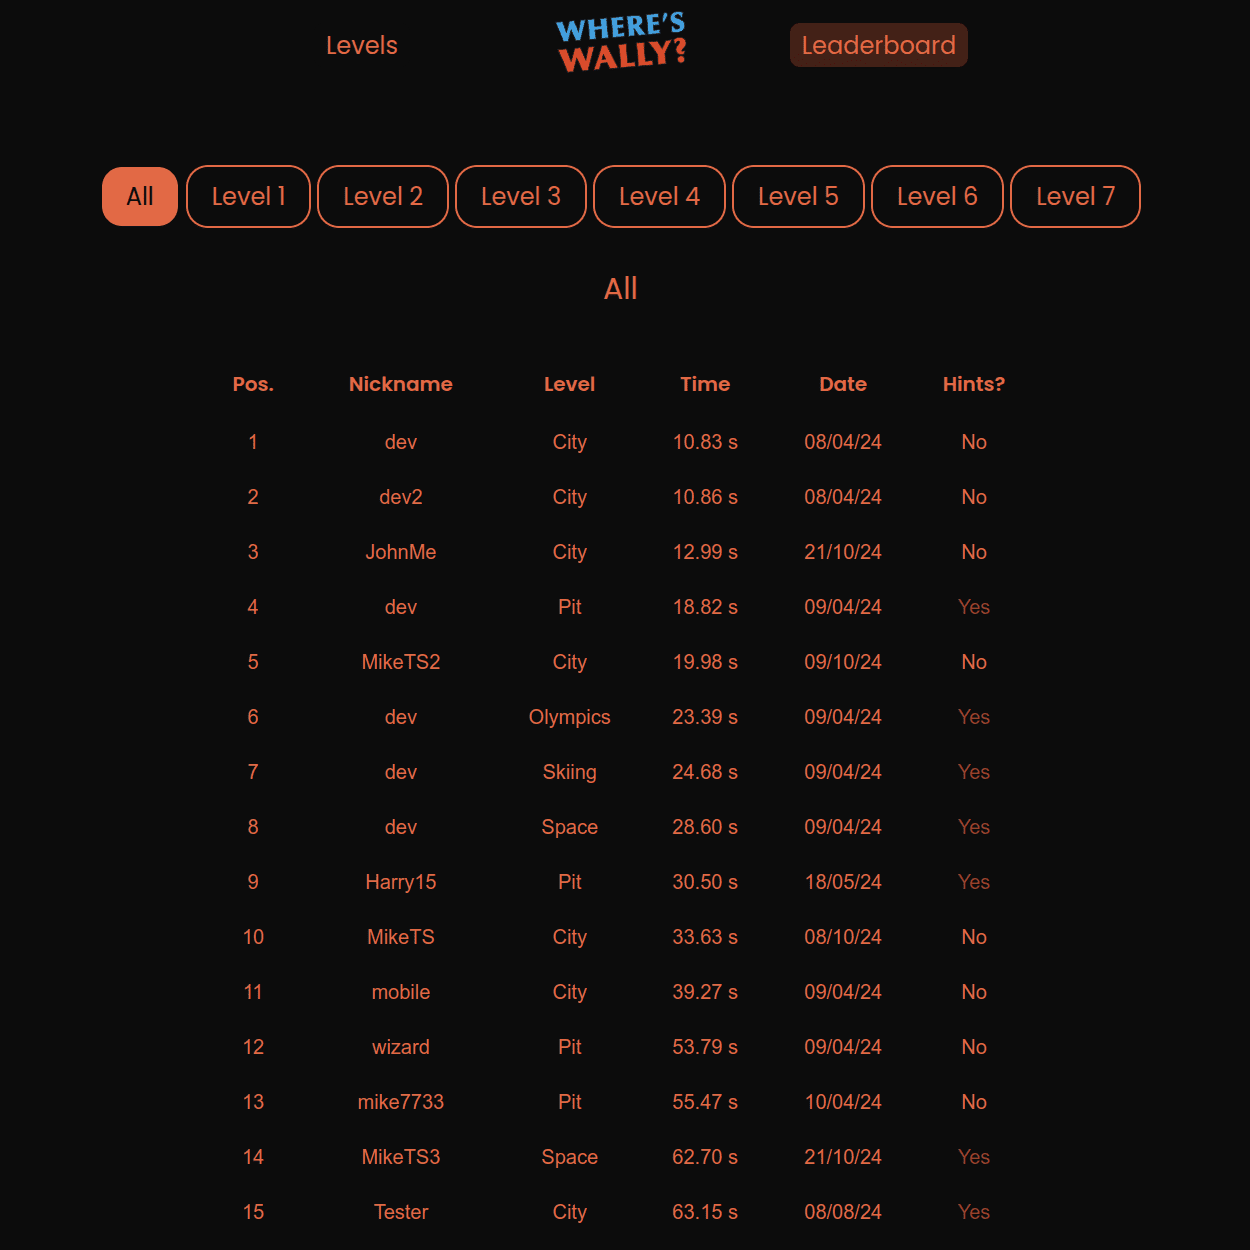 Levels WHERE'S WALLY? Leaderboard
All Level 1 Level 2 Level 3 Level 4 Level 5 Level 6 Level 7
All
Pos. Nickname Level Time Date Hints?
1 dev City 10.83 s 08/04/24 No
2 dev2 City 10.86 s 08/04/24 No
3 JohnMe City 12.99 s 21/10/24 No
4 dev Pit 18.82 s 09/04/24 Yes
5 MikeTS2 City 19.98 s 09/10/24 No
6 dev Olympics 23.39 s 09/04/24 Yes
7 dev Skiing 24.68 s 09/04/24 Yes
8 dev Space 28.60 s 09/04/24 Yes
9 Harry15 Pit 30.50 s 18/05/24 Yes
10 MikeTS City 33.63 s 08/10/24 No
11 mobile City 39.27 s 09/04/24 No
12 wizard Pit 53.79 s 09/04/24 No
13 mike7733 Pit 55.47 s 10/04/24 No
14 MikeTS3 Space 62.70 s 21/10/24 Yes
15 Tester City 63.15 s 08/08/24 Yes